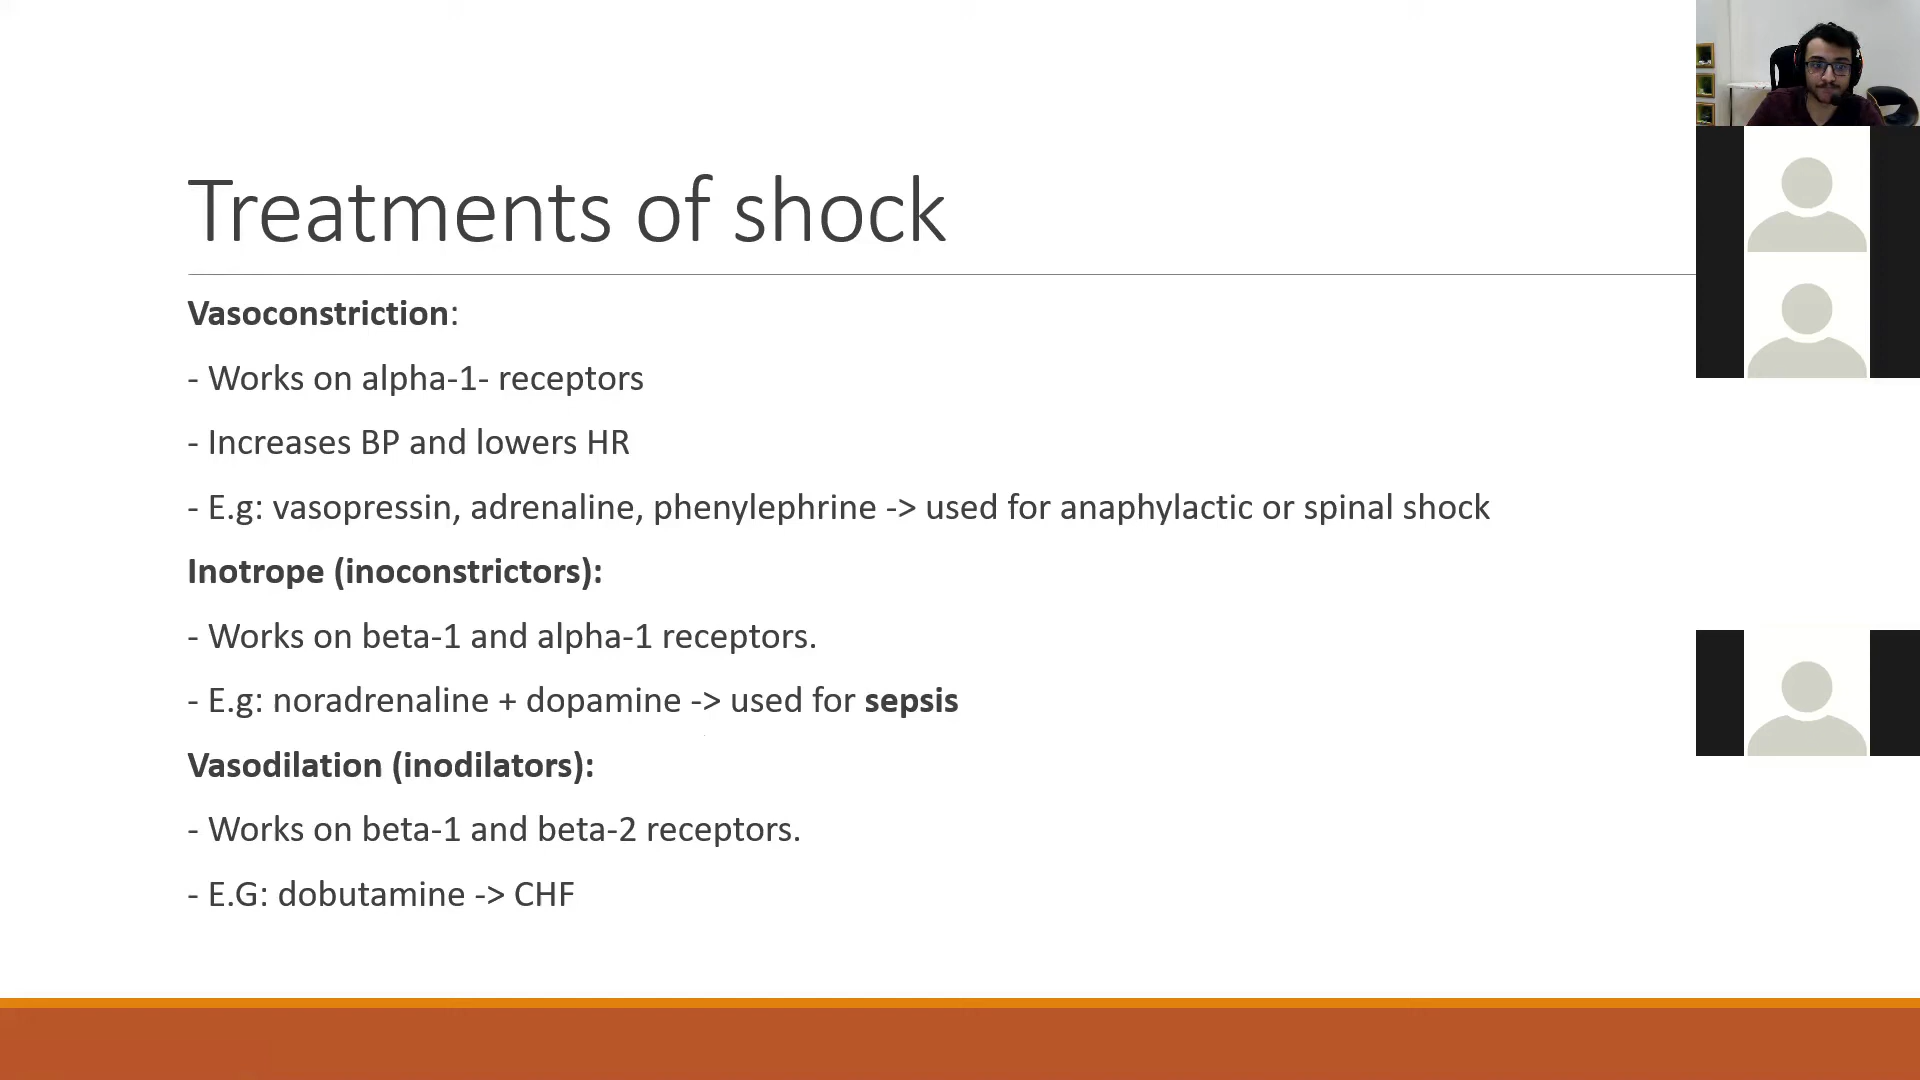 Treatments of shock
Vasoconstriction:
- Works on alpha-1- receptors
- Increases BP and lowers HR
- E.g: vasopressin, adrenaline, phenylephrine -> used for anaphylactic or spinal shock
Inotrope (inoconstrictors):
- Works on beta-1 and alpha-1 receptors.
- E.g: noradrenaline + dopamine -> used for sepsis
Vasodilation (inodilators):
- Works on beta-1 and beta-2 receptors.
- E.G: dobutamine -> CHF